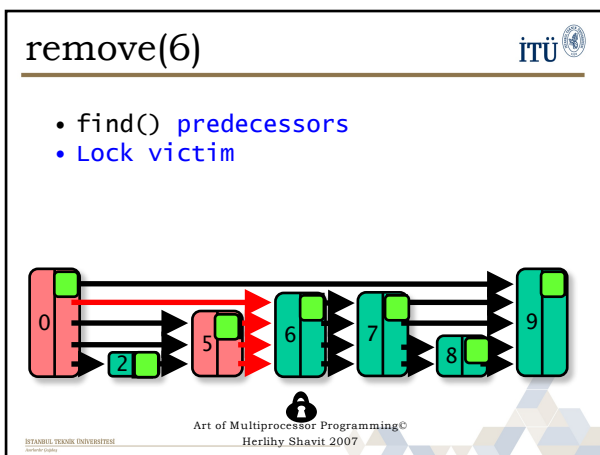 remove(6)
İTÜ
• find() predecessors
• Lock victim
0
2
5
6
7
8
9
Art of Multiprocessor Programming©
Herlihy Shavit 2007
İSTANBUL TEKNİK ÜNİVERSİTESİ